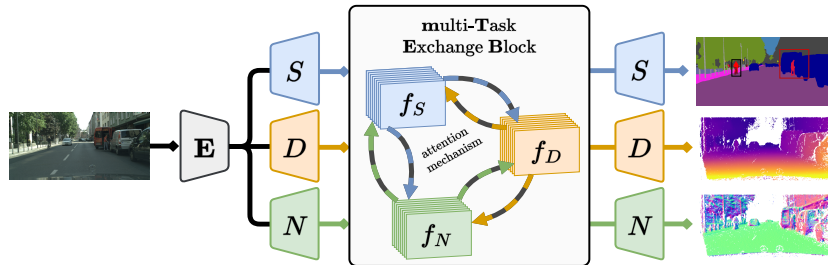 multi-Task
Exchange Block
E
S
D
N
f_S
f_D
f_N
attention
mechanism
S
D
N